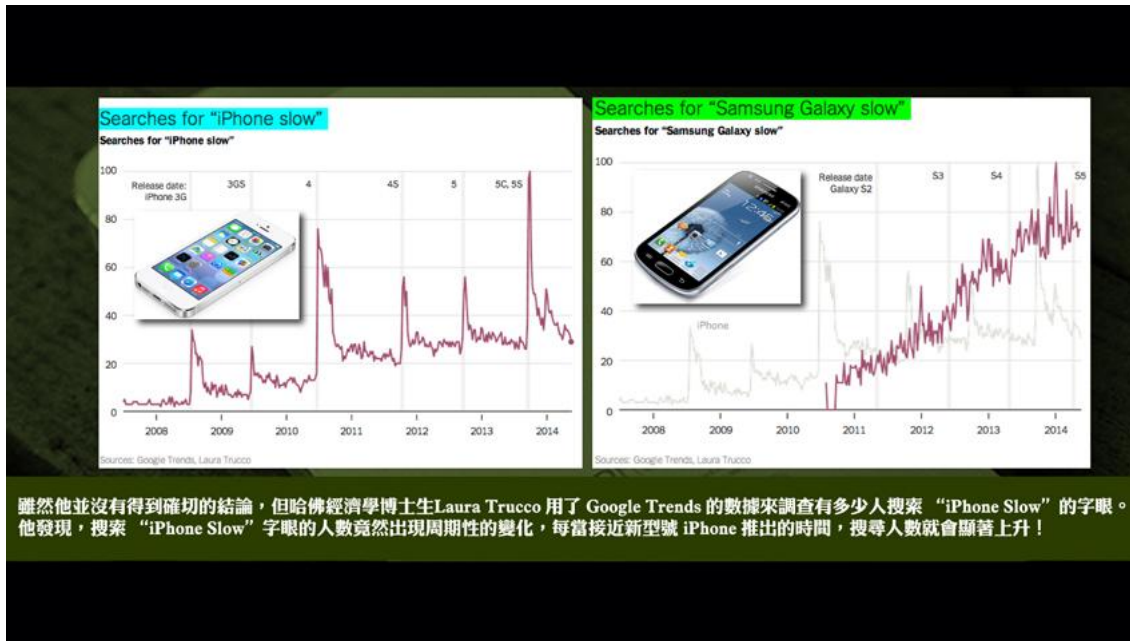 Searches for “iPhone slow”
Searches for “iPhone slow”
100
80
60
40
20
0
Release date:
iPhone 3G
3GS
4
4S
5
5C, 5S
2008
2009
2010
2011
2012
2013
2014
Sources: Google Trends, Laura Trucco
Searches for “Samsung Galaxy slow”
Searches for “Samsung Galaxy slow”
100
80
60
40
20
0
Release date
Galaxy S2
S3
S4
S5
12:45
iPhone
2008
2009
2010
2011
2012
2013
2014
Sources: Google Trends, Laura Trucco
雖然他並沒有得到確切的結論，但哈佛經濟學博士生Laura Trucco 用了 Google Trends 的數據來調查有多少人搜索 “iPhone Slow” 的字眼。
他發現，搜索 “iPhone Slow” 字眼的人數竟然出現周期性的變化，每當接近新型號 iPhone 推出的時間，搜尋人數就會顯著上升！